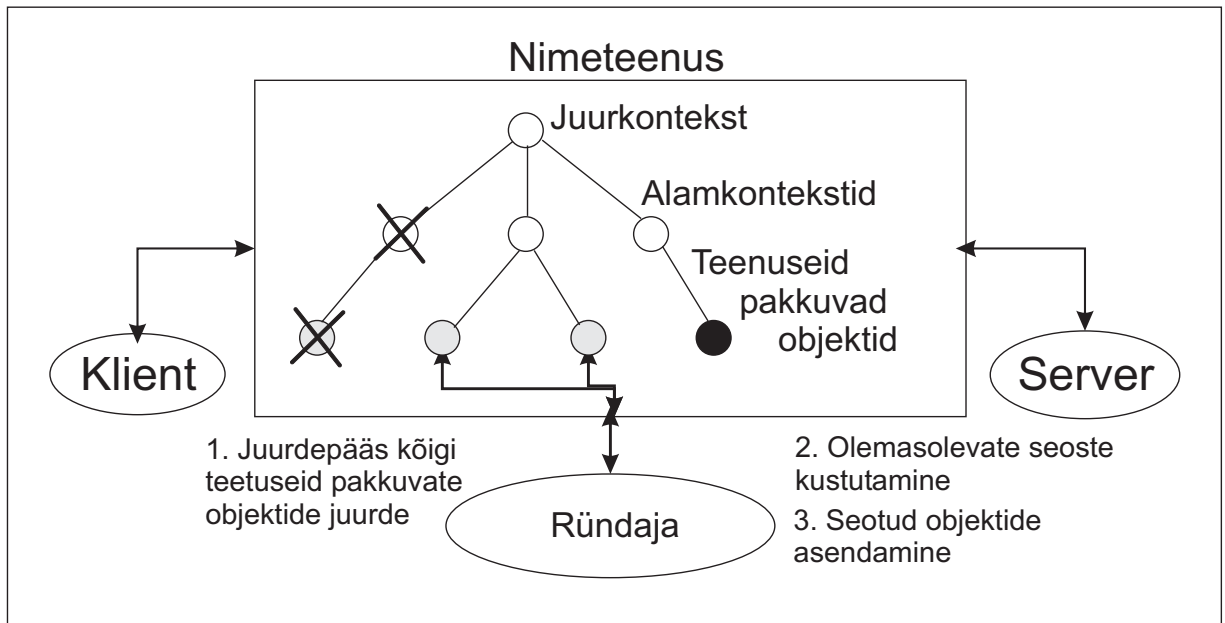 Nimeteenus
Juurkontekst
Alamkontekstid
Teenuseid
pakkuvad
objektid
Klient
Server
1. Juurdepääs kõigi
teetuseid pakkuvate
objektide juurde
Ründaja
2. Olemasolevate seoste
kustutamine
3. Seotud objektide
asendamine